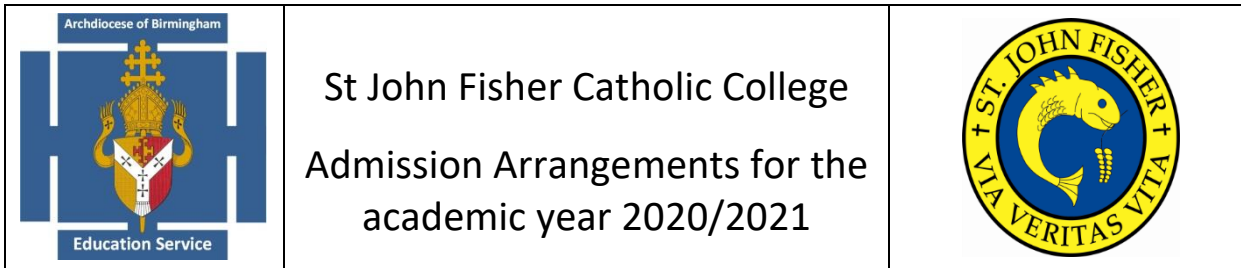 Archdiocese of Birmingham
Education Service
St John Fisher Catholic College
Admission Arrangements for the
academic year 2020/2021
✝ ST. JOHN FISHER ✝
VIA VERITAS VITA